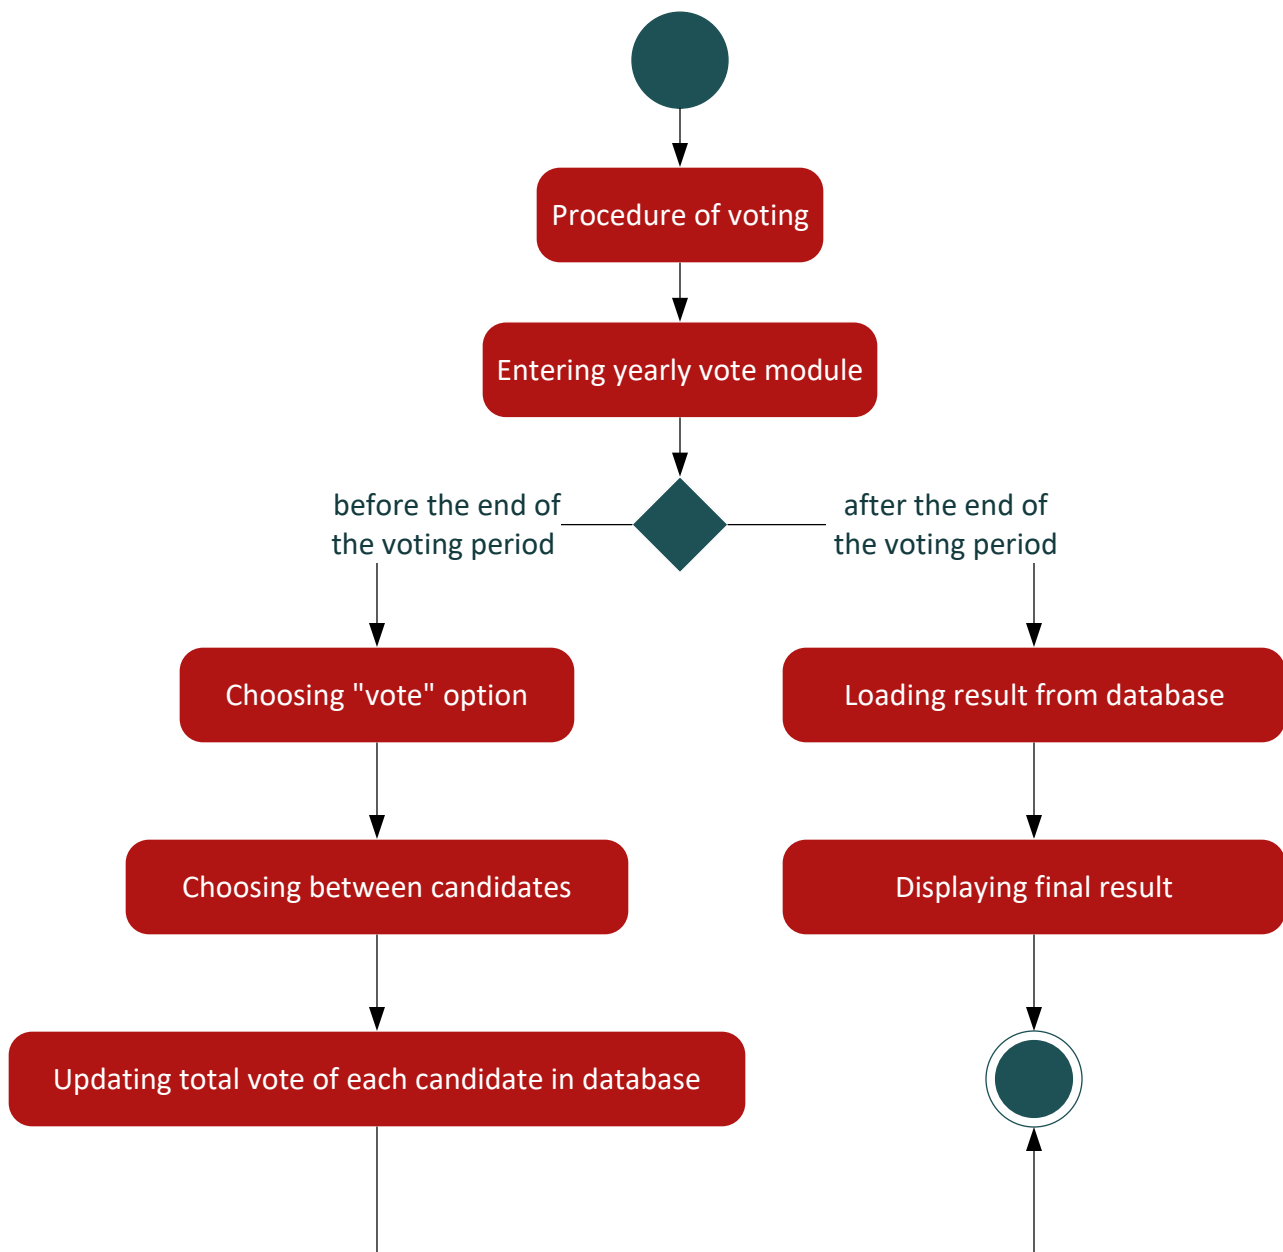 Procedure of voting
Entering yearly vote module
before the end of
the voting period
after the end of
the voting period
Choosing "vote" option
Loading result from database
Choosing between candidates
Displaying final result
Updating total vote of each candidate in database